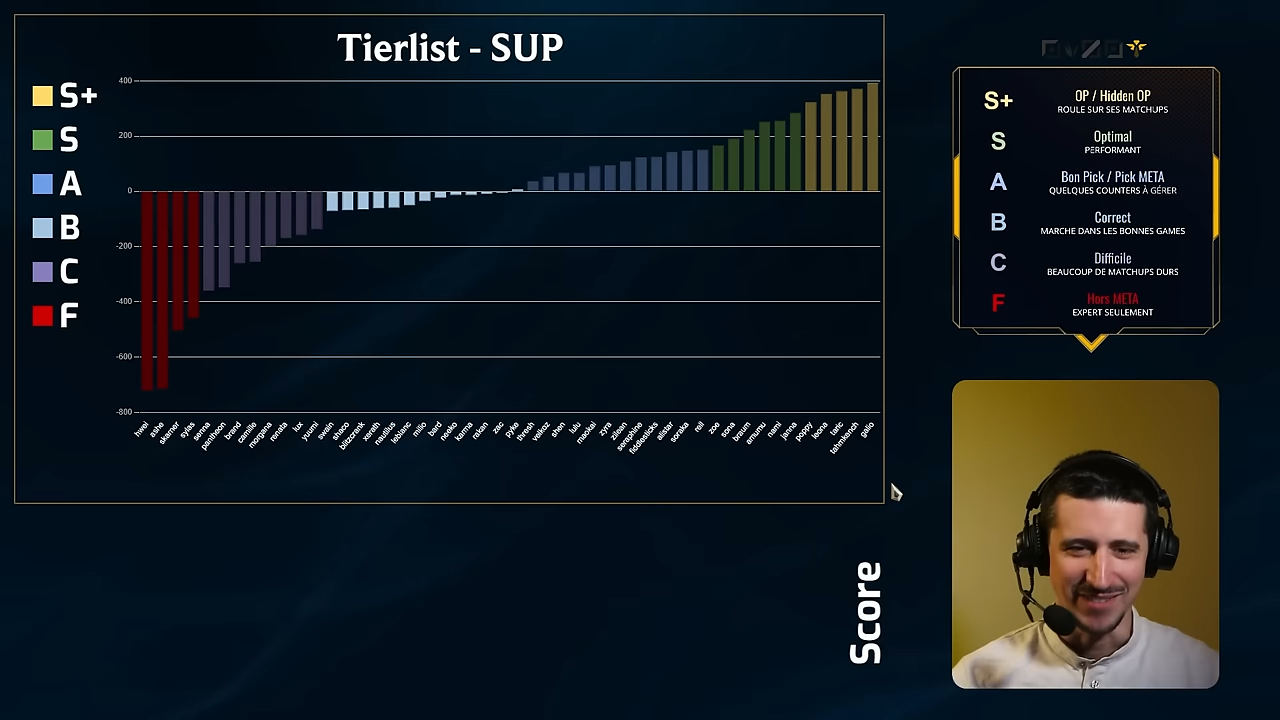 Tierlist - SUP
S+
S
A
B
C
F
400
200
0
-200
-400
-600
-800
hwei
ashe
skarner
sylas
senna
pantheon
brand
camille
morgana
renata
lux
yuumi
swain
shaco
blitzcrank
xerath
nautilus
leblanc
milio
bard
neeko
karma
rakan
zac
pyke
thresh
velkoz
shen
lulu
maokai
zyra
zilean
seraphine
fiddlesticks
alistar
soraka
rell
zoe
sona
braum
amumu
nami
janna
poppy
leona
taric
tahmkench
galio
Score
S+
OP / Hidden OP
ROULE SUR SES MATCHUPS
S
Optimal
PERFORMANT
A
Bon Pick / Pick META
QUELQUES COUNTERS À GÉRER
B
Correct
MARCHE DANS LES BONNES GAMES
C
Difficile
BEAUCOUP DE MATCHUPS DURS
F
Hors META
EXPERT SEULEMENT